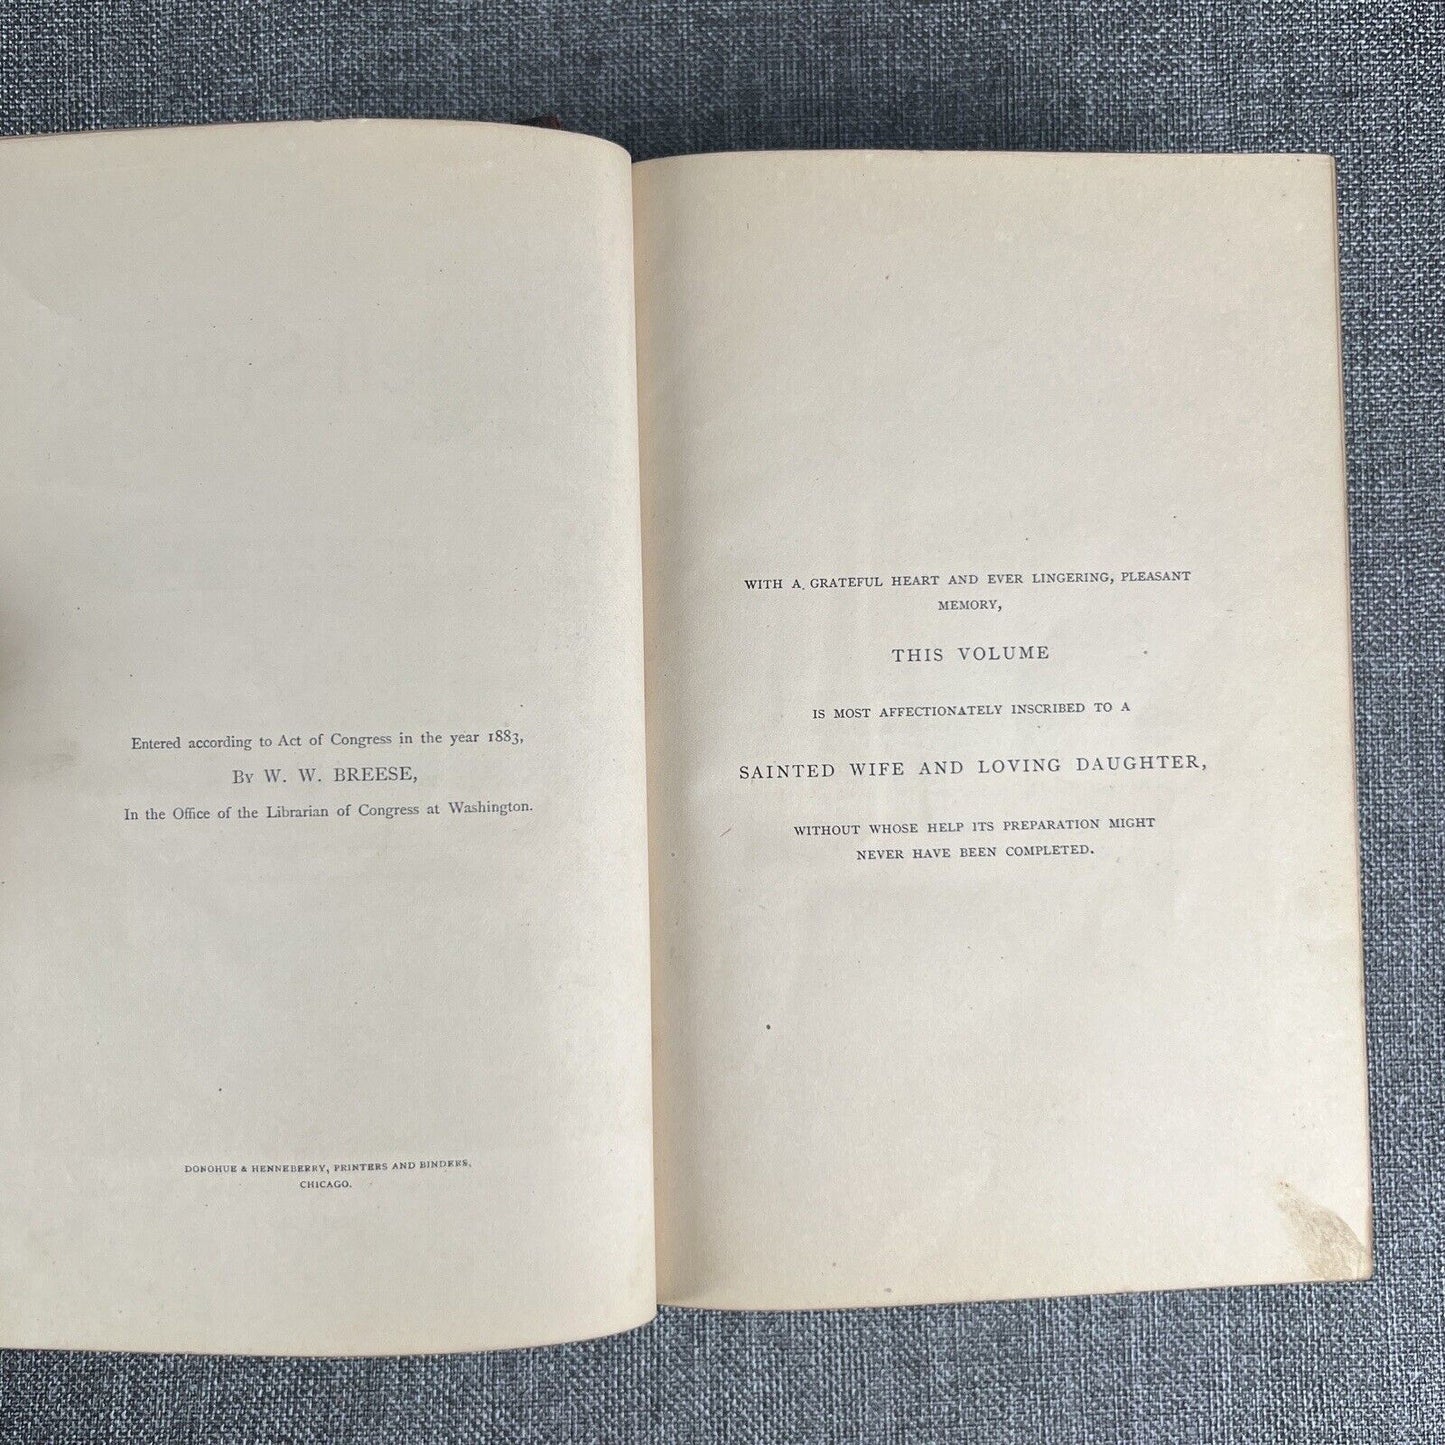 Entered according to Act of Congress in the year 1883,
By W. W. BREESE,
In the Office of the Librarian of Congress at Washington.
DONOHUE & HENNEBERRY, PRINTERS AND BINDERS,
CHICAGO.
WITH A GRATEFUL HEART AND EVER LINGERING, PLEASANT
MEMORY,
THIS VOLUME
IS MOST AFFECTIONATELY INSCRIBED TO A
SAINTED WIFE AND LOVING DAUGHTER,
WITHOUT WHOSE HELP ITS PREPARATION MIGHT
NEVER HAVE BEEN COMPLETED.